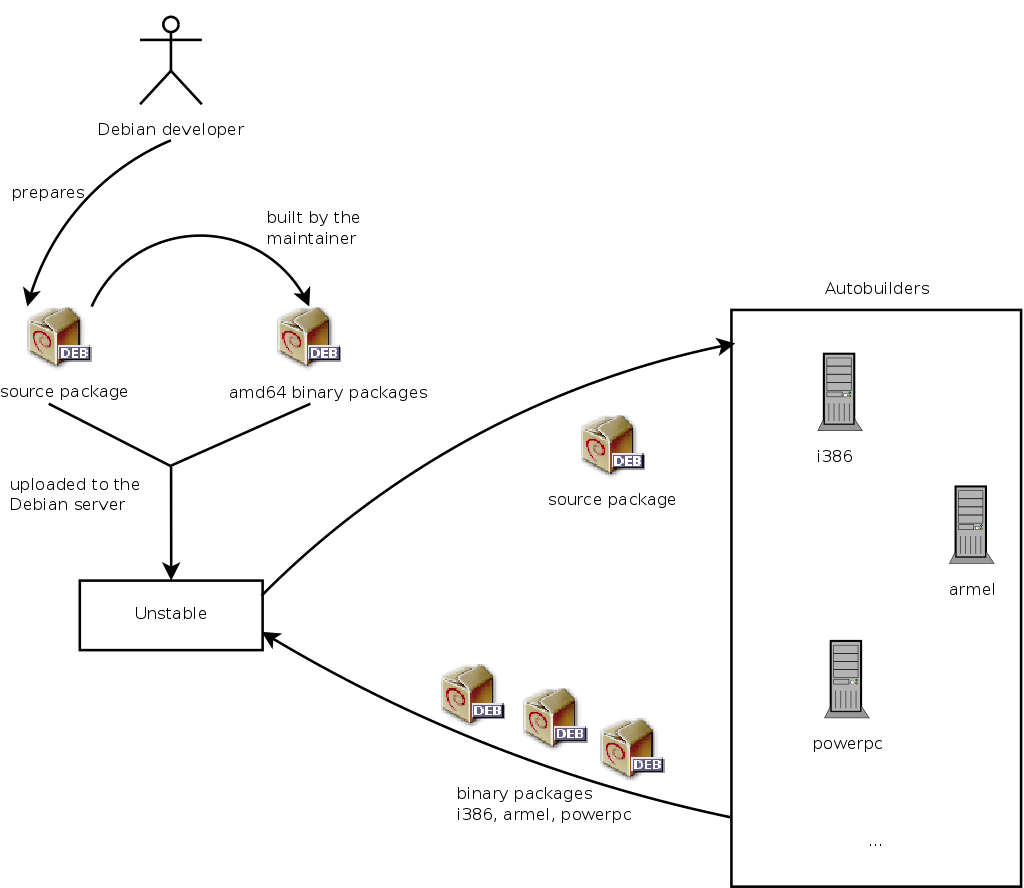 Debian developer
prepares
built by the
maintainer
DEB
DEB
source package
amd64 binary packages
uploaded to the
Debian server
Unstable
Autobuilders
DEB
source package
i386
armel
powerpc
...
DEB
DEB
DEB
binary packages
i386, armel, powerpc